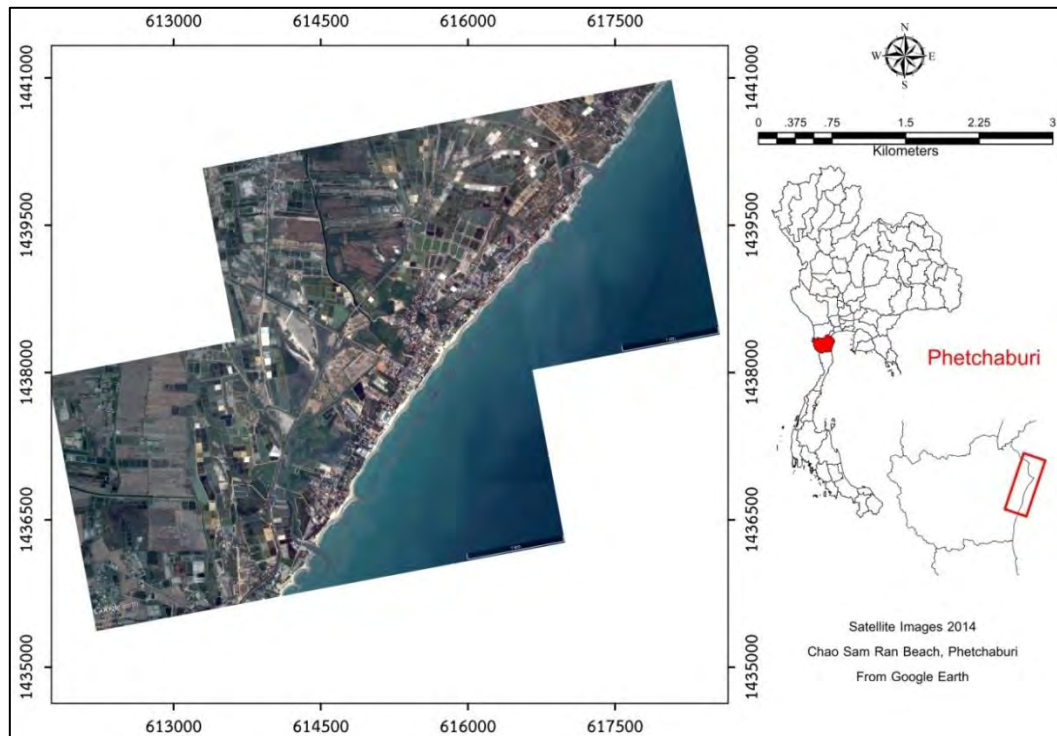 613000 614500 616000 617500
1441000
1439500
1438000
1436500
1435000
1441000
1439500
1438000
1436500
1435000
613000 614500 616000 617500
Google
N
W E
S
0 .375 .75 1.5 2.25 3
Kilometers
Phetchaburi
Satellite Images 2014
Chao Sam Ran Beach, Phetchaburi
From Google Earth